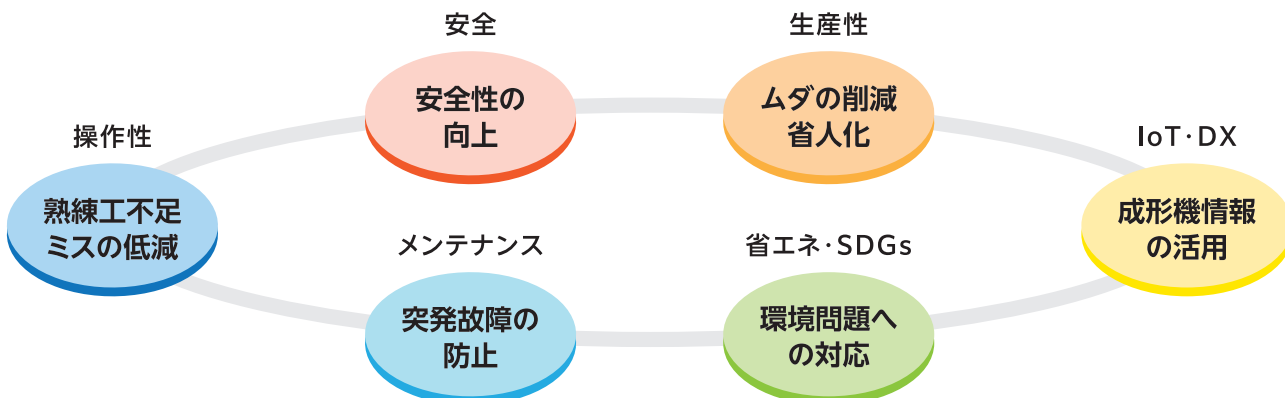 安全
安全性の
向上
生産性
ムダの削減
省人化
操作性
熟練工不足
ミスの低減
IoT･DX
成形機情報
の活用
メンテナンス
突発故障の
防止
省エネ･SDGs
環境問題へ
の対応